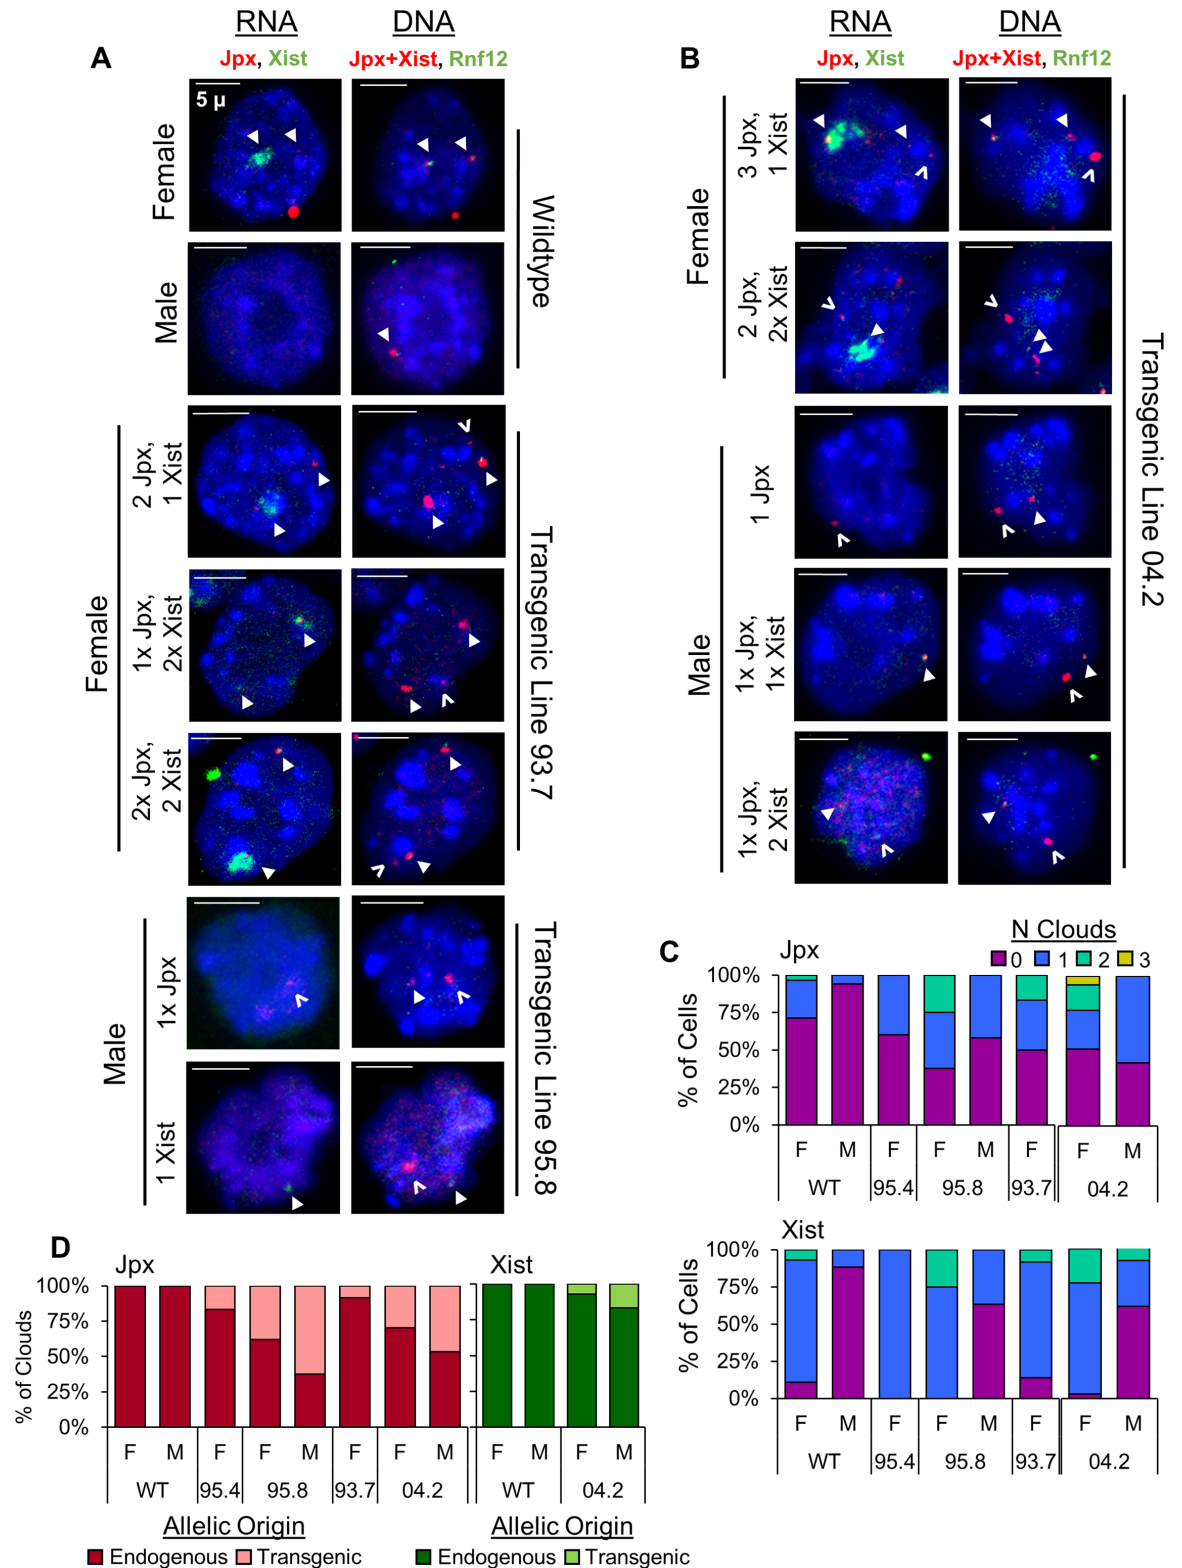 A
RNA
DNA
Jpx, Xist
Jpx+Xist, Rnf12
5 µ
Female
Male
Wildtype
Female
2 Jpx,
1 Xist
1x Jpx,
2x Xist
2x Jpx,
2 Xist
Transgenic Line 93.7
Male
1x Jpx
1 Xist
Transgenic Line 95.8
B
RNA
DNA
Jpx, Xist
Jpx+Xist, Rnf12
Female
3 Jpx,
1 Xist
2 Jpx,
2x Xist
Male
1 Jpx
1x Jpx,
1x Xist
1x Jpx,
2 Xist
Transgenic Line 04.2
C
N Clouds
0 1 2 3
Jpx
% of Cells
100%
75%
50%
25%
0%
F M F F M F F M
WT 95.4 95.8 93.7 04.2
Xist
% of Cells
100%
75%
50%
25%
0%
F M F F M F F M
WT 95.4 95.8 93.7 04.2
D
Jpx
% of Clouds
100%
75%
50%
25%
0%
F M F F M F F M
WT 95.4 95.8 93.7 04.2
Allelic Origin
Endogenous Transgenic
Xist
F M F M
WT 04.2
Allelic Origin
Endogenous Transgenic